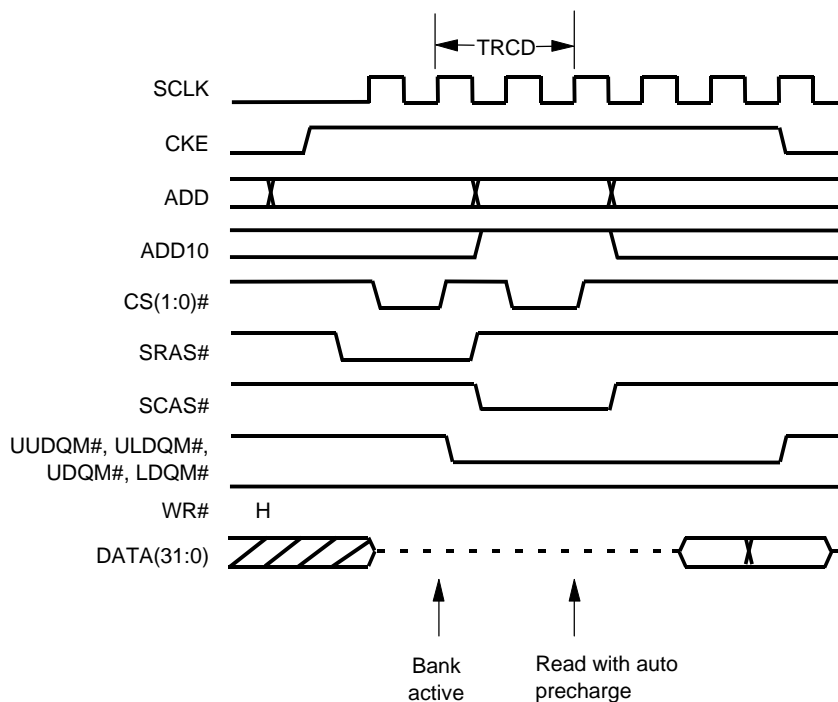 TRCD
SCLK
CKE
ADD
ADD10
CS(1:0)#
SRAS#
SCAS#
UUDQM#, ULDQM#,
UDQM#, LDQM#
WR# H
DATA(31:0)
Bank
active
Read with auto
precharge